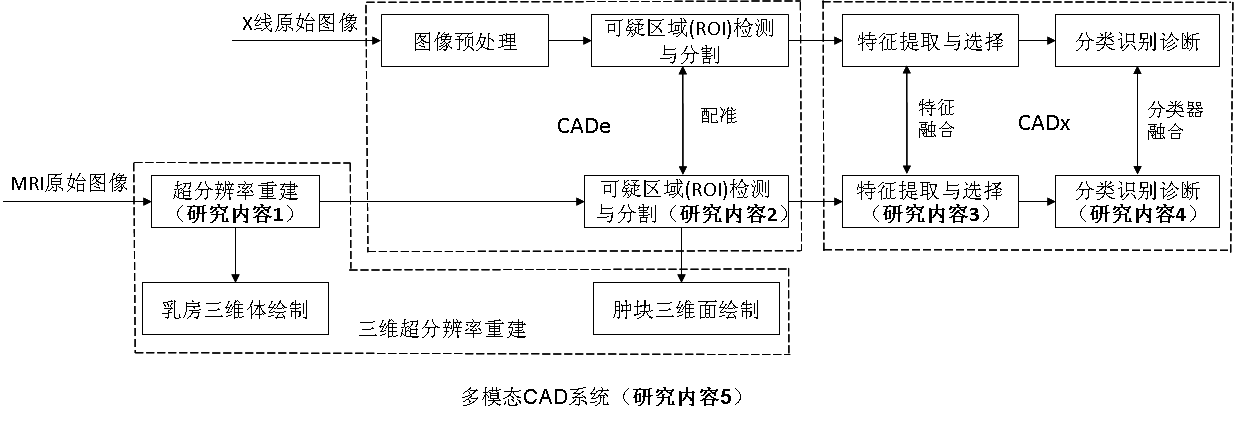 X线原始图像
图像预处理
可疑区域(ROI)检测
与分割
特征提取与选择
分类识别诊断
CADe
配准
特征
融合
CADx
分类器
融合
MRI原始图像
超分辨率重建
（研究内容1）
可疑区域(ROI)检测
与分割（研究内容2）
特征提取与选择
（研究内容3）
分类识别诊断
（研究内容4）
乳房三维体绘制
肿块三维面绘制
三维超分辨率重建
多模态CAD系统（研究内容5）